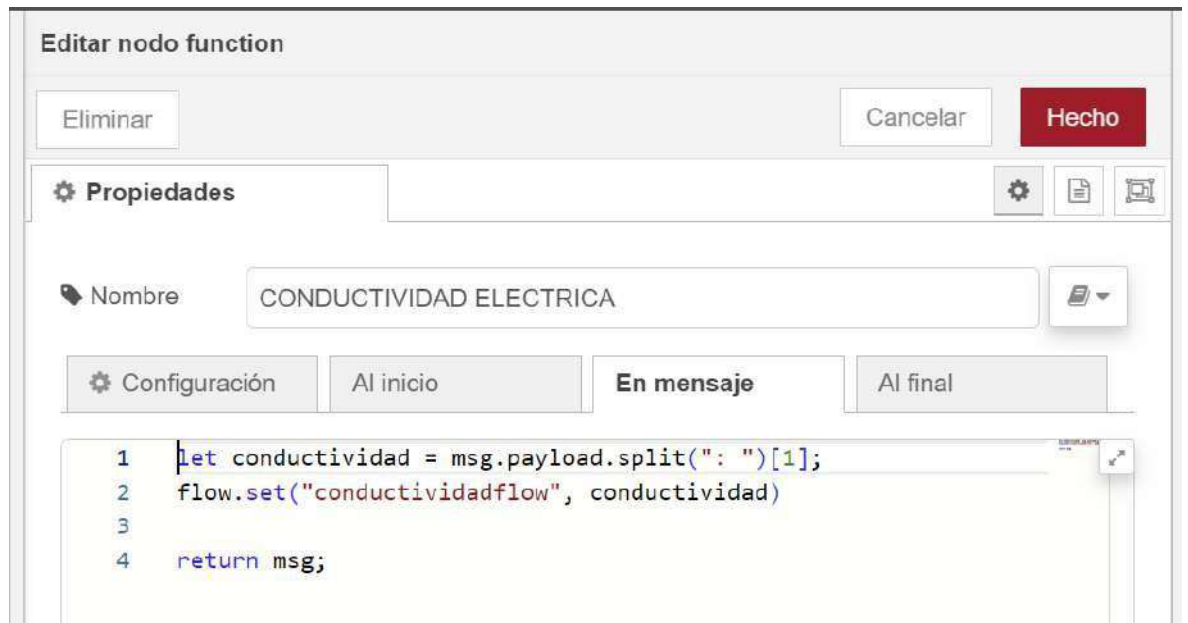 Editar nodo function
Eliminar
Cancelar
Hecho
Propiedades
Nombre
CONDUCTIVIDAD ELECTRICA
Configuración
Al inicio
En mensaje
Al final
1 let conductividad = msg.payload.split(": ")[1];
2 flow.set("conductividadflow", conductividad)
3
4 return msg;